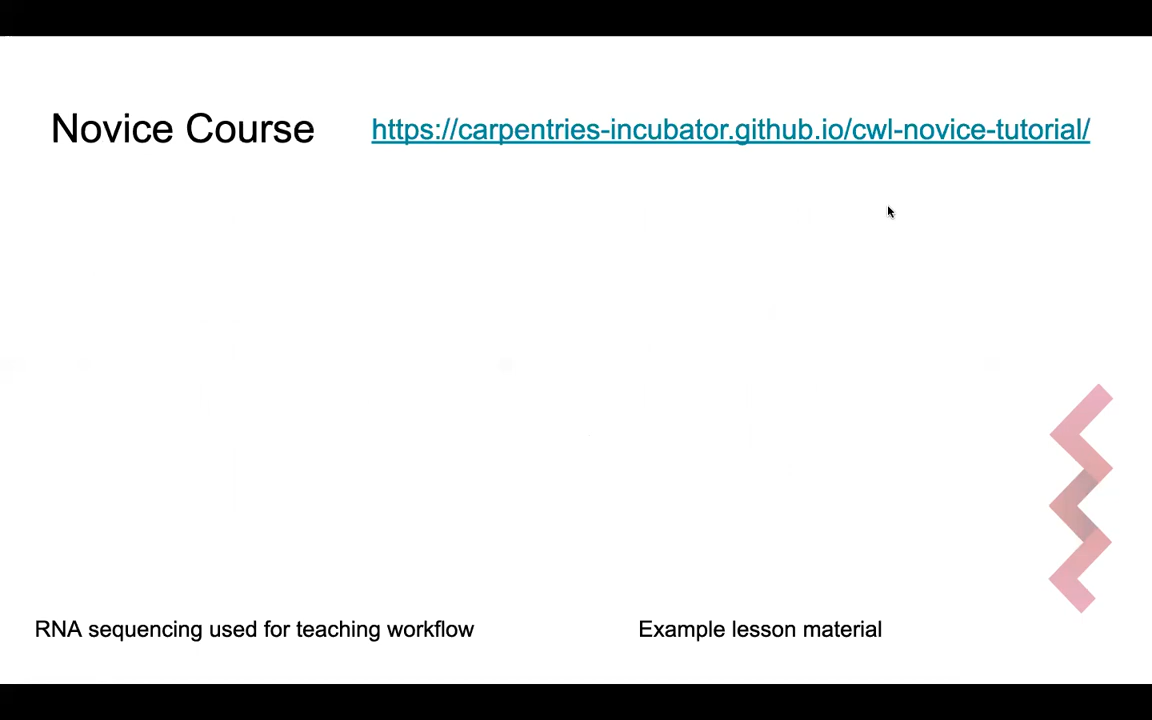 Novice Course
https://carpentries-incubator.github.io/cwl-novice-tutorial/
RNA sequencing used for teaching workflow
Example lesson material